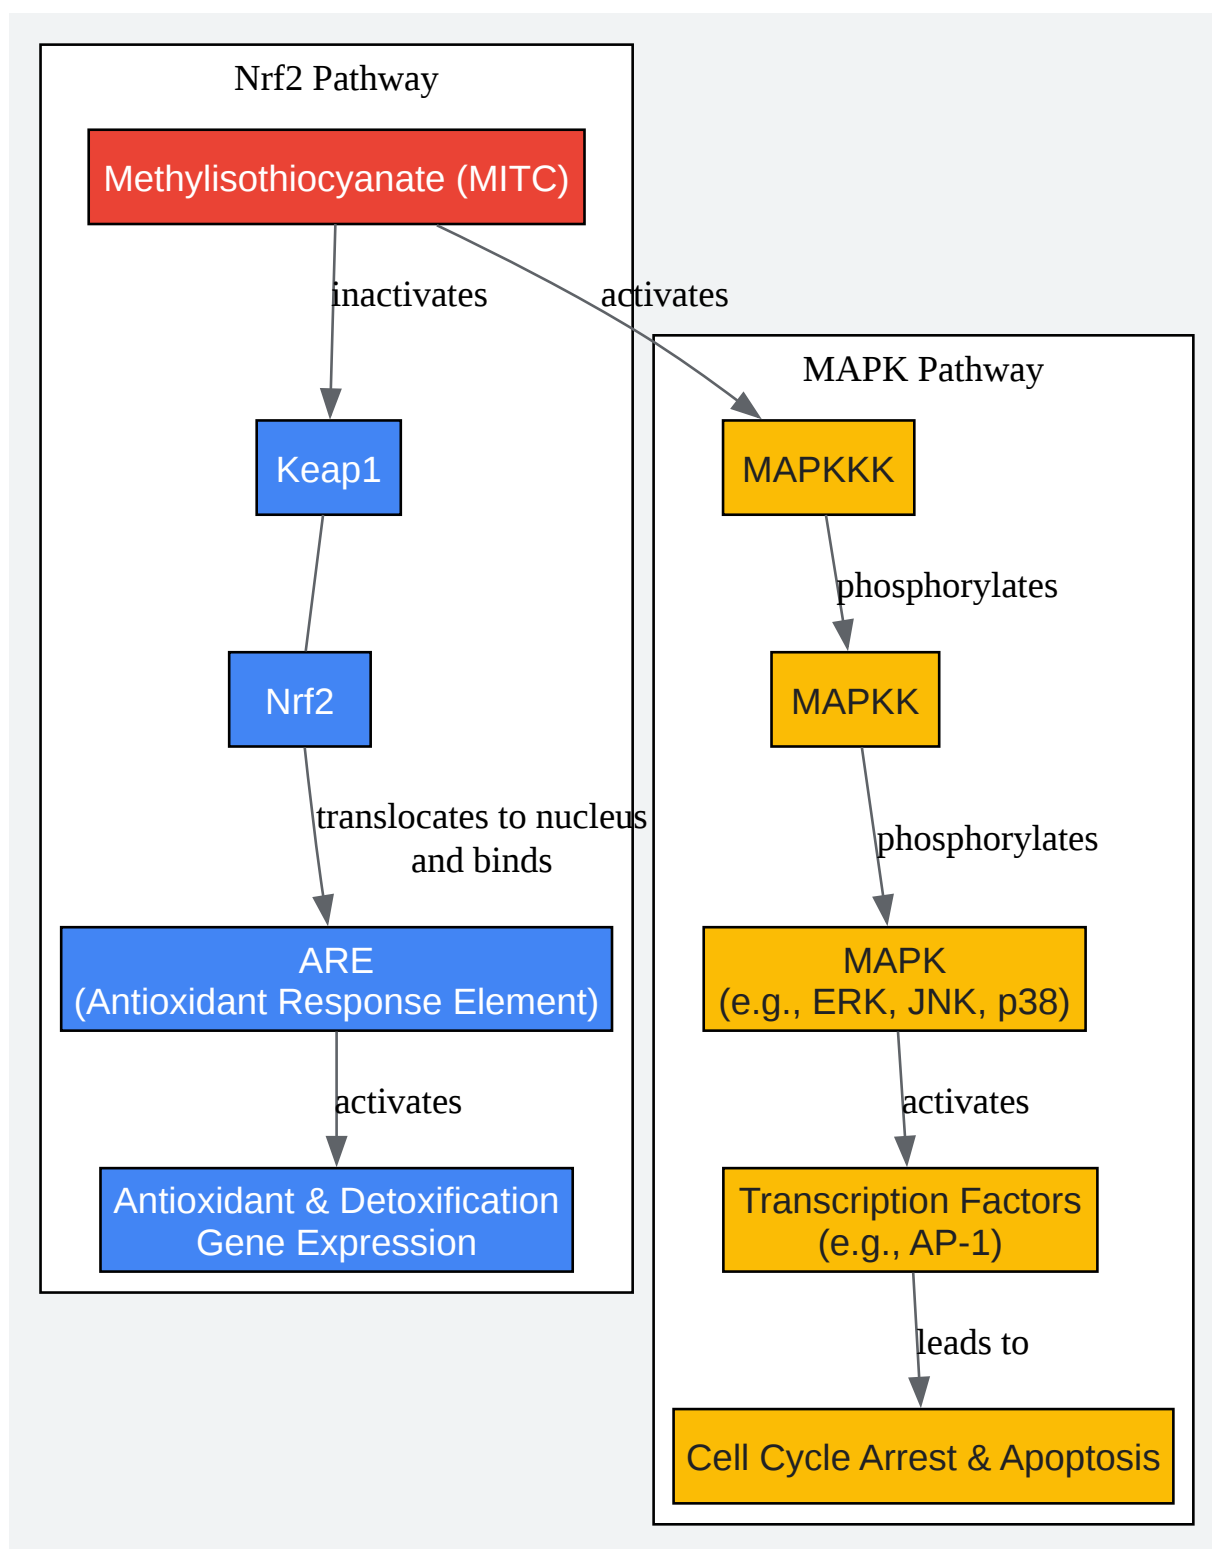 Nrf2 Pathway
Methylisothiocyanate (MITC)
inactivates
activates
Keap1
Nrf2
translocates to nucleus
and binds
ARE
(Antioxidant Response Element)
activates
Antioxidant & Detoxification
Gene Expression
MAPK Pathway
MAPKKK
phosphorylates
MAPKK
phosphorylates
MAPK
(e.g., ERK, JNK, p38)
activates
Transcription Factors
(e.g., AP-1)
leads to
Cell Cycle Arrest & Apoptosis